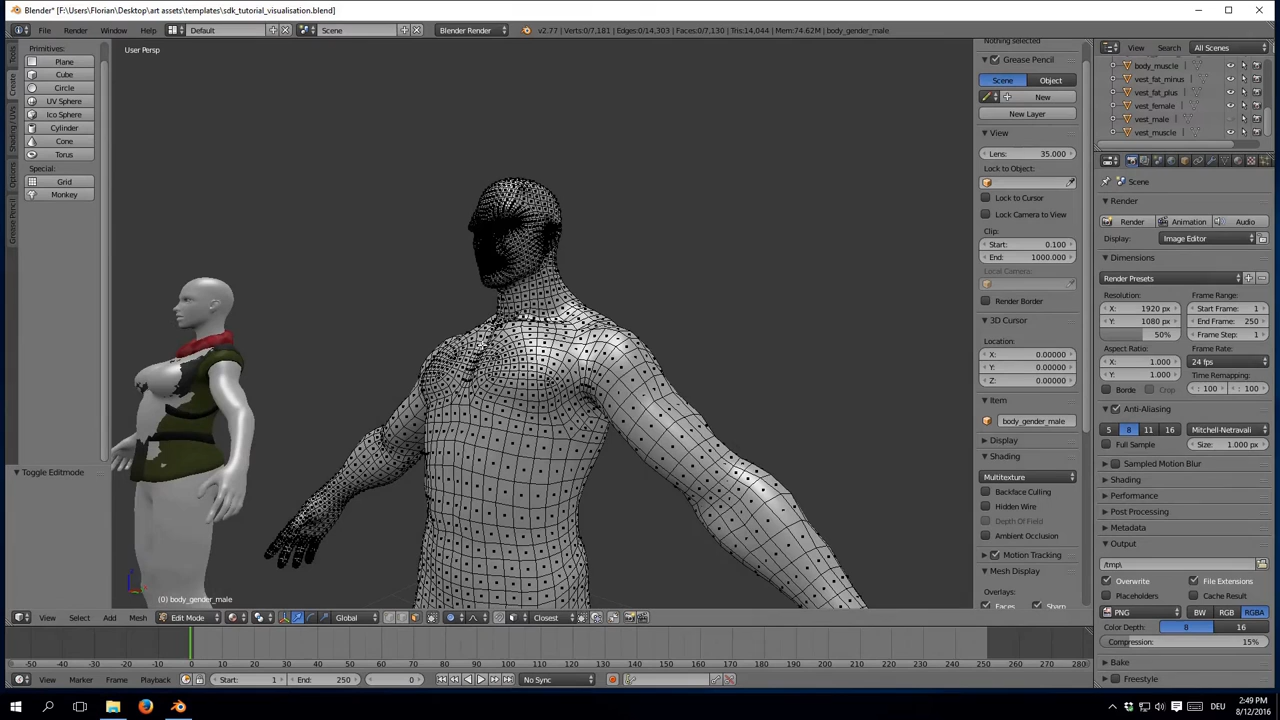 Blender* [F:\Users\Florian\Desktop\art assets\templates\sdk_tutorial_visualisation.blend]
File Render Window Help Default Scene Blender Render v2.77 | Verts:0/7,181 | Edges:0/14,303 | Faces:0/7,130 | Tris:14,044 | Mem:74.62M | body_gender_male
View Search All Scenes
Tools
Create
Shading / UVs
Options
Grease Pencil
Primitives:
Plane
Cube
Circle
UV Sphere
Ico Sphere
Cylinder
Cone
Torus
Special:
Grid
Monkey
Toggle Editmode
User Persp
(0) body_gender_male
Nothing selected
Grease Pencil
Scene Object
New
New Layer
View
Lens: 35.000
Lock to Object:
Lock to Cursor
Lock Camera to View
Clip:
Start: 0.100
End: 1000.000
Local Camera:
Render Border
3D Cursor
Location:
X: 0.00000
Y: 0.00000
Z: 0.00000
Item
body_gender_male
Display
Shading
Multitexture
Backface Culling
Hidden Wire
Depth Of Field
Ambient Occlusion
Motion Tracking
Mesh Display
Overlays:
Faces Sharp
body_muscle
vest_fat_minus
vest_fat_plus
vest_female
vest_male
vest_muscle
Scene
Render
Render Animation Audio
Display: Image Editor
Dimensions
Render Presets
Resolution: Frame Range:
X: 1920 px Start Frame: 1
Y: 1080 px End Frame: 250
50% Frame Step: 1
Aspect Ratio: Frame Rate:
X: 1.000 24 fps
Y: 1.000 Time Remapping:
Borde Crop : 100 : 100
Anti-Aliasing
5 8 11 16 Mitchell-Netravali
Full Sample Size: 1.000 px
Sampled Motion Blur
Shading
Performance
Post Processing
Metadata
Output
/tmp\
Overwrite File Extensions
Placeholders Cache Result
PNG BW RGB RGBA
Color Depth: 8 16
Compression: 15%
Bake
Freestyle
View Select Add Mesh Edit Mode Global Closest
-50 -40 -30 -20 -10 0 10 20 30 40 50 60 70 80 90 100 110 120 130 140 150 160 170 180 190 200 210 220 230 240 250 260 270 280
View Marker Frame Playback Start: 1 End: 250 0 No Sync
DEU 2:49 PM
8/12/2016